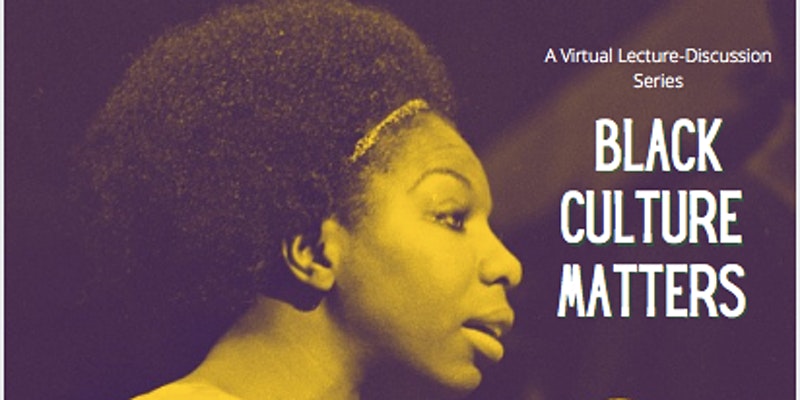 A Virtual Lecture-Discussion
Series
BLACK
CULTURE
MATTERS